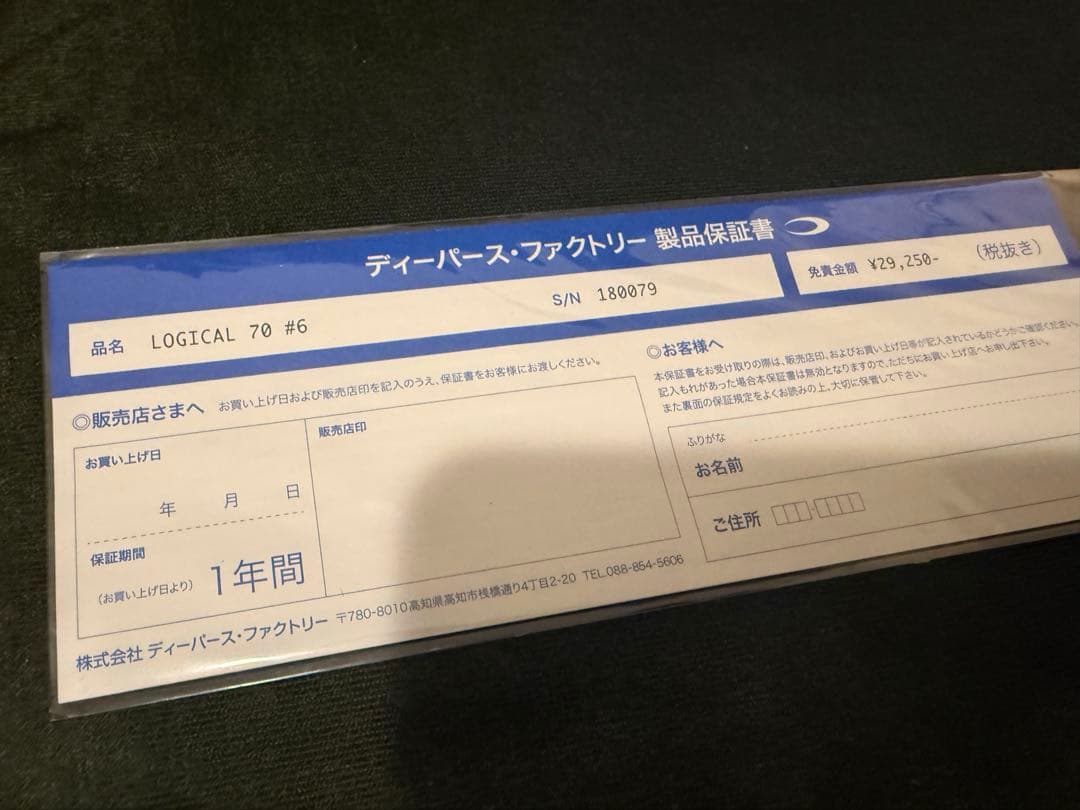 ディーパース・ファクトリー 製品保証書
品名 LOGICAL 70 #6 S/N 180079
免責金額 ¥29,250- (税抜き)
◎販売店さまへ お買い上げ日および販売店印を記入のうえ、保証書をお客様にお渡しください。
お買い上げ日
年 月 日
保証期間
(お買い上げ日より) 1年間
販売店印
◎お客様へ
本保証書をお受け取りの際は、販売店印、およびお買い上げ日等が記入されているかどうかご確認ください。
記入もれがあった場合本保証書は無効となりますので、ただちにお買い上げ店へお申し出下さい。
また裏面の保証規定をよくお読みの上、大切に保管して下さい。
ふりがな
お名前
ご住所
株式会社 ディーパース・ファクトリー 〒780-8010高知県高知市桟橋通り4丁目2-20 TEL.088-854-5606